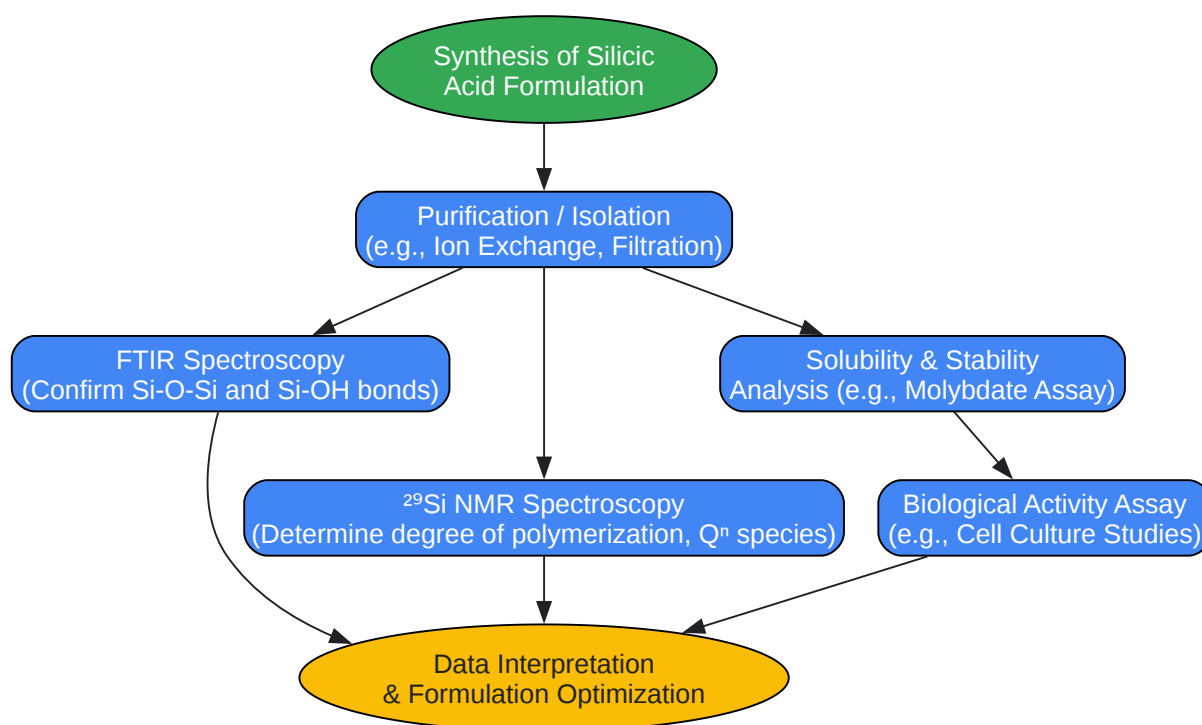 Synthesis of Silicic
Acid Formulation
Purification / Isolation
(e.g., Ion Exchange, Filtration)
FTIR Spectroscopy
(Confirm Si-O-Si and Si-OH bonds)
Solubility & Stability
Analysis (e.g., Molybdate Assay)
²⁹Si NMR Spectroscopy
(Determine degree of polymerization, Qⁿ species)
Biological Activity Assay
(e.g., Cell Culture Studies)
Data Interpretation
& Formulation Optimization